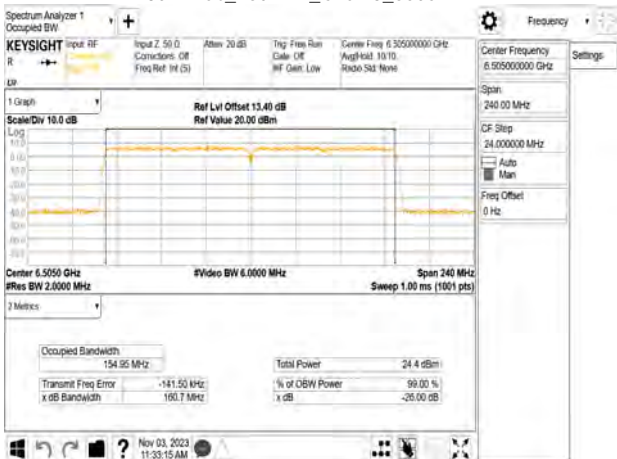 Spectrum Analyzer 1
Occupied BW
+
Frequency
KEYSIGHT
R
Input: RF
Input Z: 50 Ω
Corrections: Off
Freq Ref: Int (S)
Atten: 20 dB
Trig: Free Run
Gate: Off
#IF Gain: Low
Center Freq: 6.505000000 GHz
Avg|Hold: 10/10
Radio Std: None
Center Frequency
6.505000000 GHz
Settings
Span
240.00 MHz
CF Step
24.000000 MHz
Auto
Man
Freq Offset
0 Hz
1 Graph
Scale/Div 10.0 dB
Ref Lvl Offset 13.40 dB
Ref Value 20.00 dBm
Log
10.0
0.00
Center 6.5050 GHz
#Res BW 2.0000 MHz
#Video BW 6.0000 MHz
Span 240 MHz
Sweep 1.00 ms (1001 pts)
2 Metrics
Occupied Bandwidth
154.95 MHz
Total Power
24.4 dBm
Transmit Freq Error
-141.50 kHz
% of OBW Power
99.00 %
x dB Bandwidth
160.7 MHz
x dB
-26.00 dB
?
Nov 03, 2023
11:33:15 AM